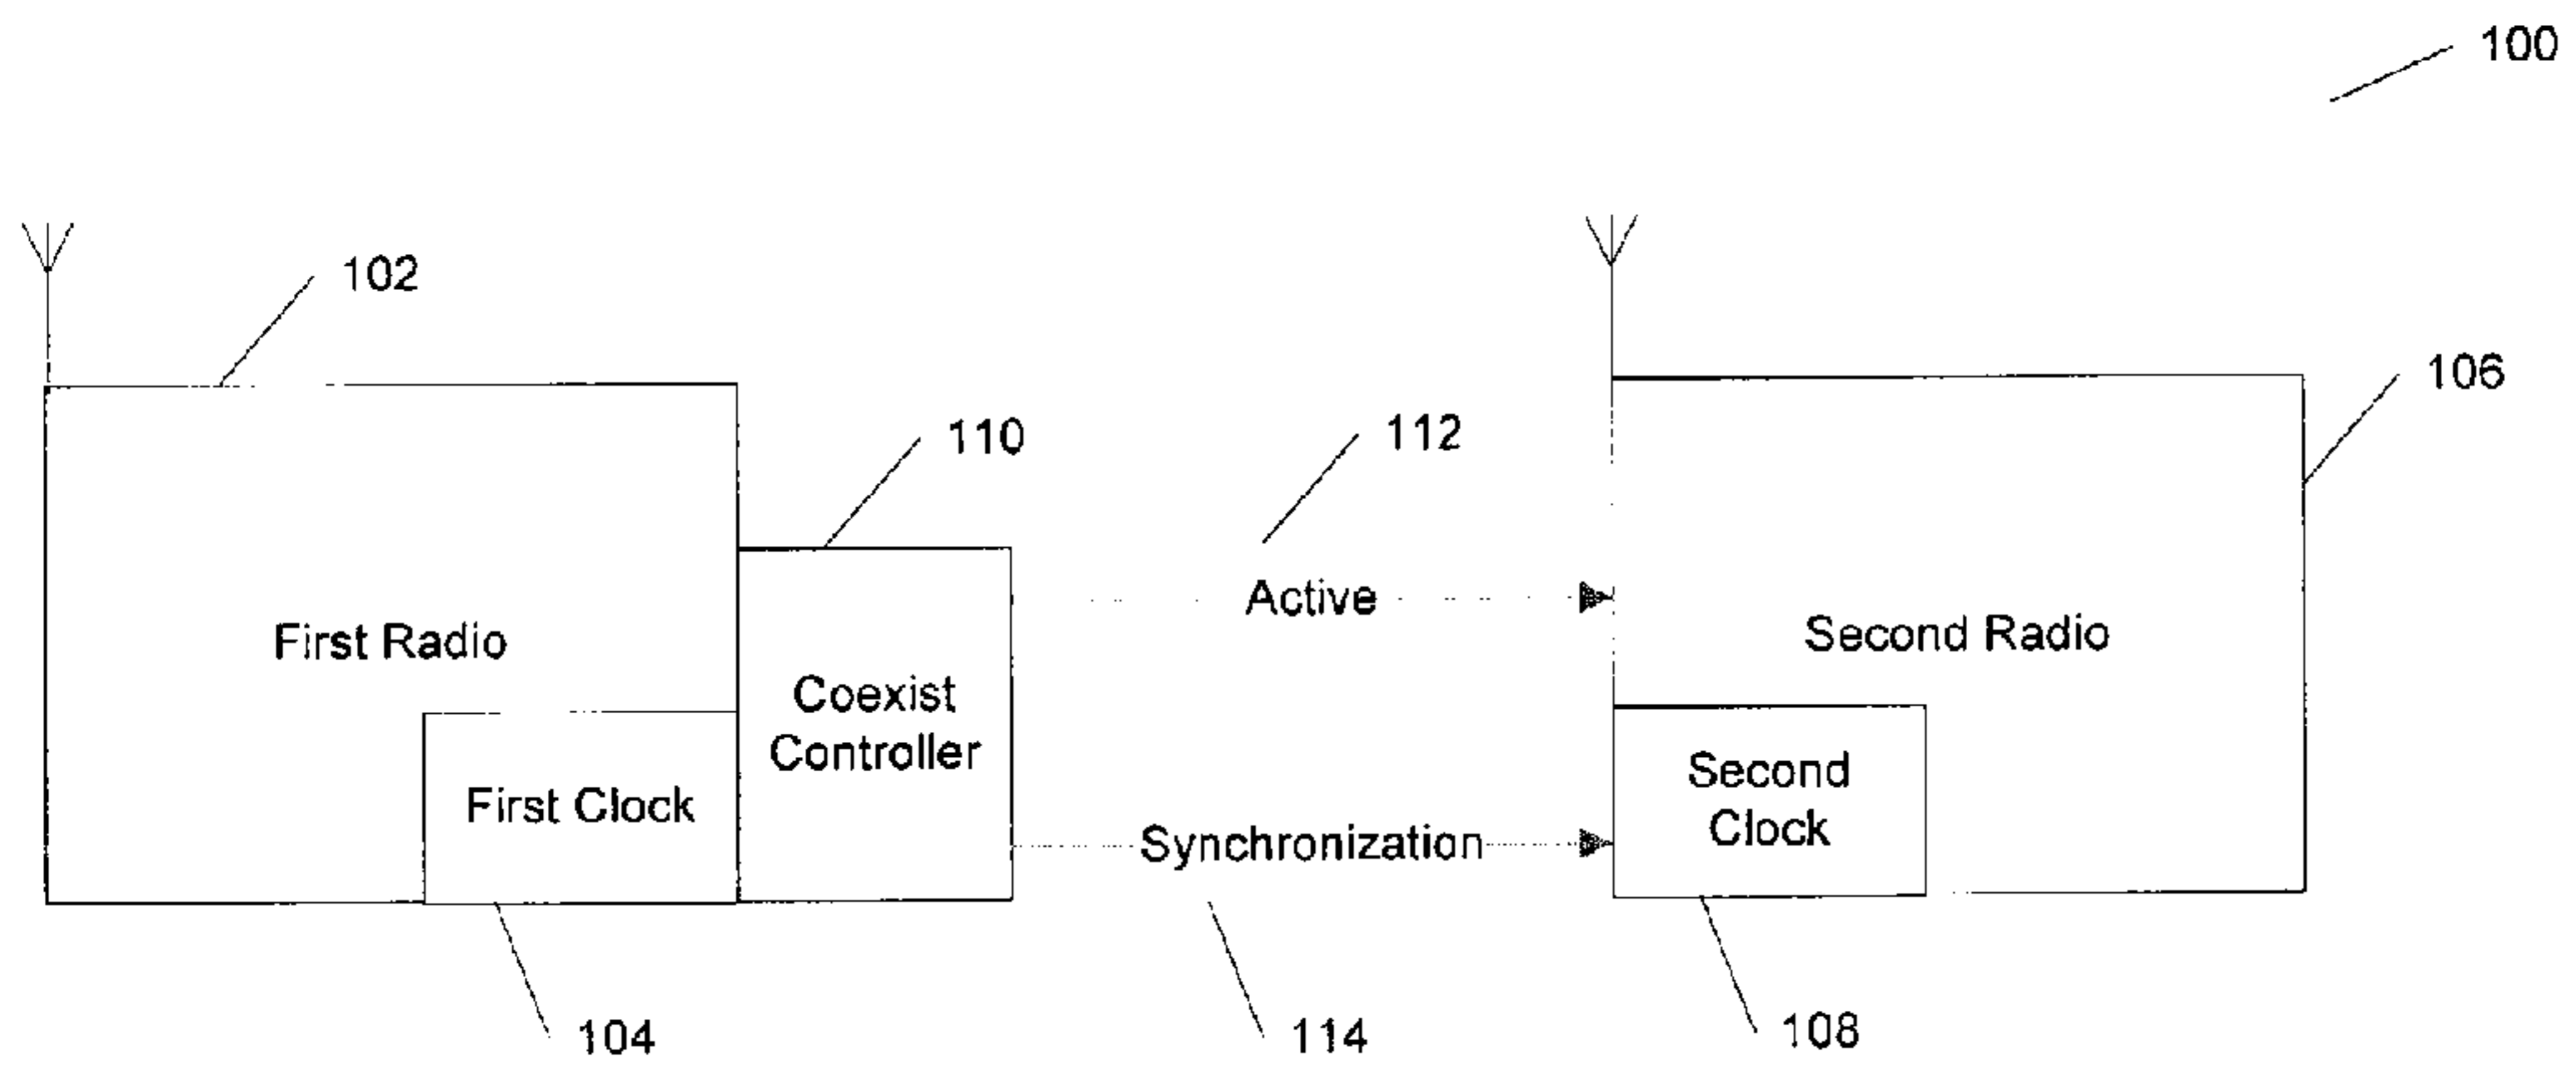 100
102
106
110
112
Active
First Radio
Second Radio
Coexist
Controller
Second
Clock
First Clock
Synchronization
104
114
108